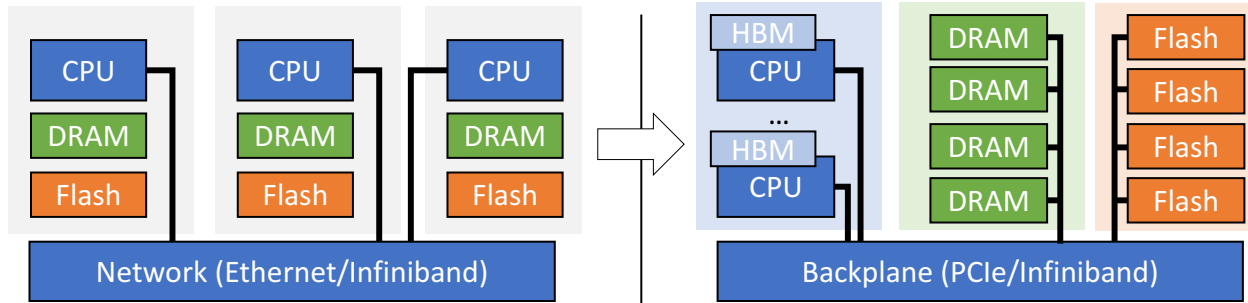 CPU
DRAM
Flash
CPU
DRAM
Flash
CPU
DRAM
Flash
Network (Ethernet/Infiniband)
HBM
CPU
...
HBM
CPU
DRAM
DRAM
DRAM
DRAM
Flash
Flash
Flash
Flash
Backplane (PCIe/Infiniband)